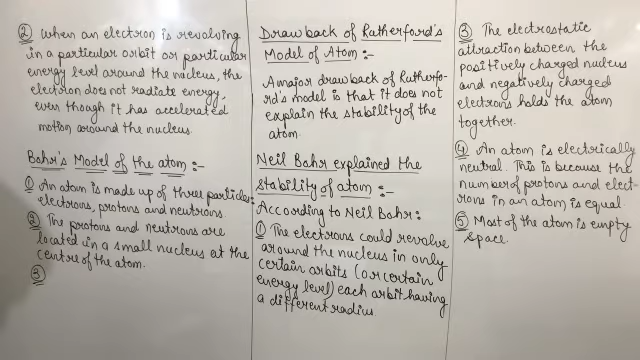 ② When an electron is revolving
in a particular orbit or particular
energy level around the nucleus, the
electron does not radiate energy,
even though it has accelerated
motion around the nucleus.
Bohr's Model of the atom :-
① An atom is made up of three particles:
electrons, protons and neutrons.
② The protons and neutrons are
located in a small nucleus at the
centre of the atom.
③
Drawback of Rutherford's
Model of Atom :-
A major drawback of Rutherfo-
rd's model is that it does not
explain the stability of the
atom.
Neil Bohr explained the
stability of atom :-
According to Neil Bohr :
① The electrons could revolve
around the nucleus in only
certain orbits (or certain
energy level) each orbit having
a different radius.
③ The electrostatic
attraction between the
positively charged nucleus
and negatively charged
electrons holds the atom
together.
④ An atom is electrically
neutral. This is because the
number of protons and elect-
rons in an atom is equal
⑤ Most of the atom is empty
space.